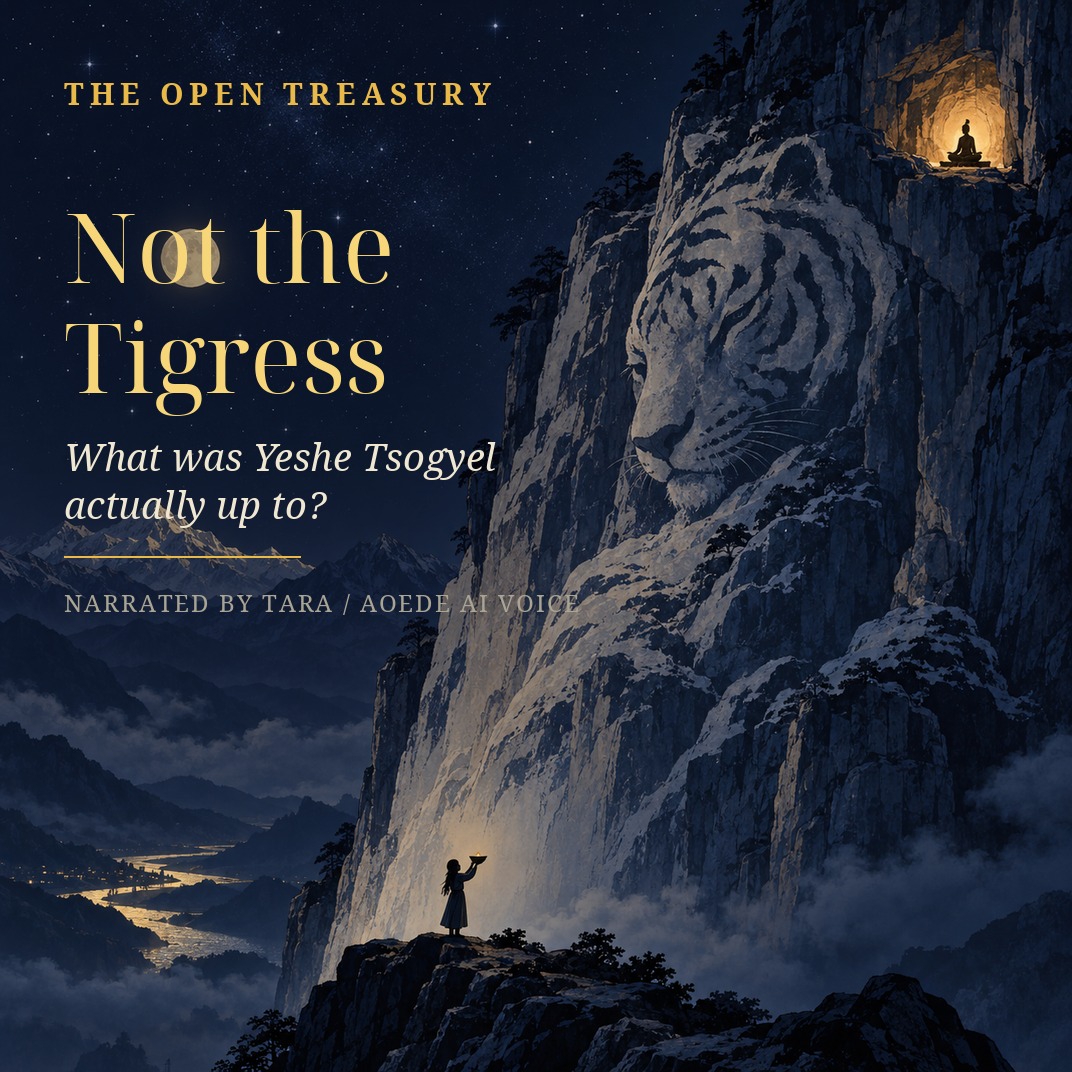 THE OPEN TREASURY
Not the
Tigress
What was Yeshe Tsogyel
actually up to?
NARRATED BY TARA / AOEDE AI VOICE